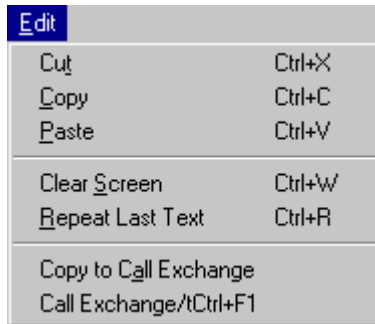 Edit
Cut Ctrl+X
Copy Ctrl+C
Paste Ctrl+V
Clear Screen Ctrl+W
Repeat Last Text Ctrl+R
Copy to Call Exchange
Call Exchange/tCtrl+F1